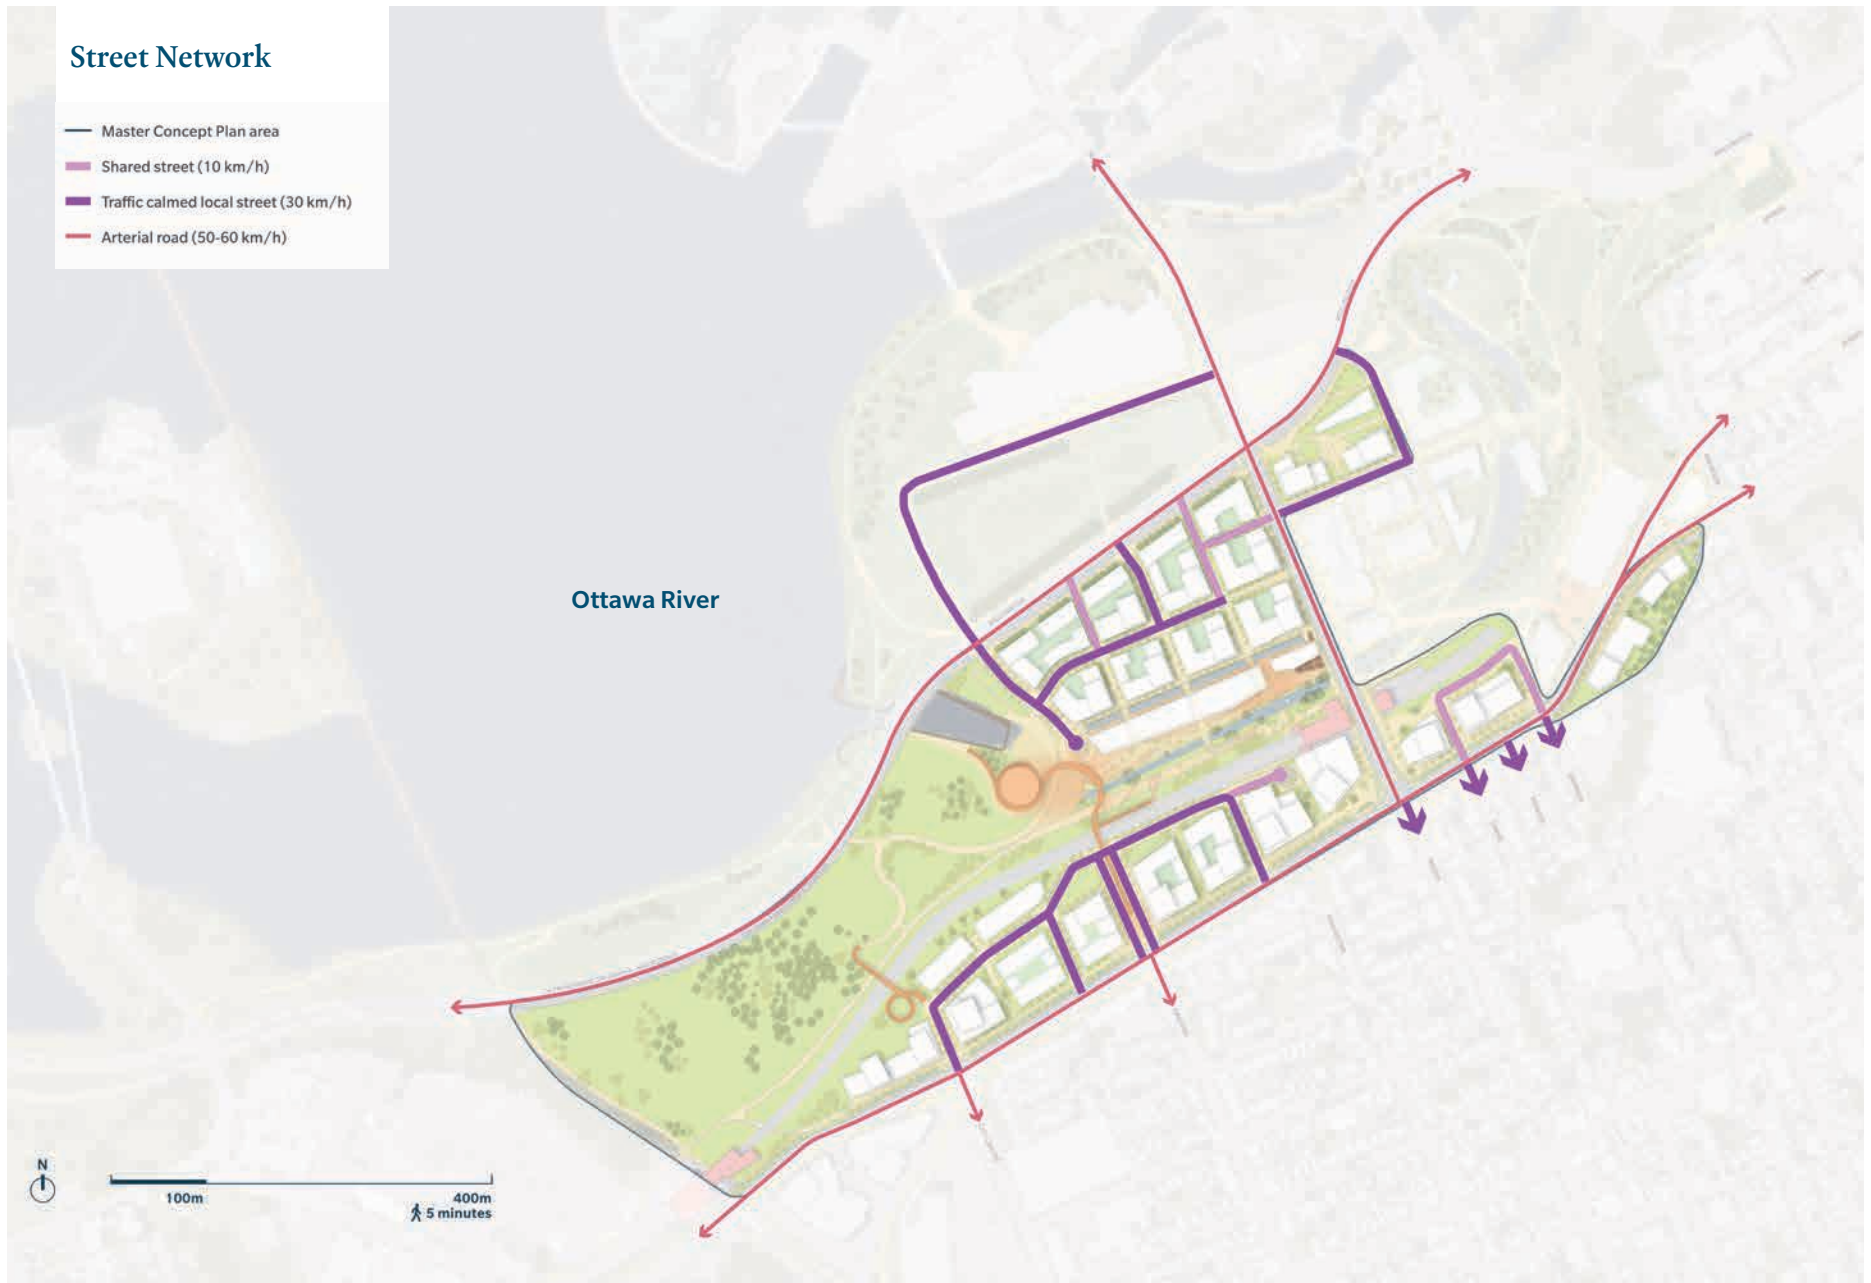 Street Network
Master Concept Plan area
Shared street (10 km/h)
Traffic calmed local street (30 km/h)
Arterial road (50-60 km/h)
Ottawa River
N
100m
400m
5 minutes